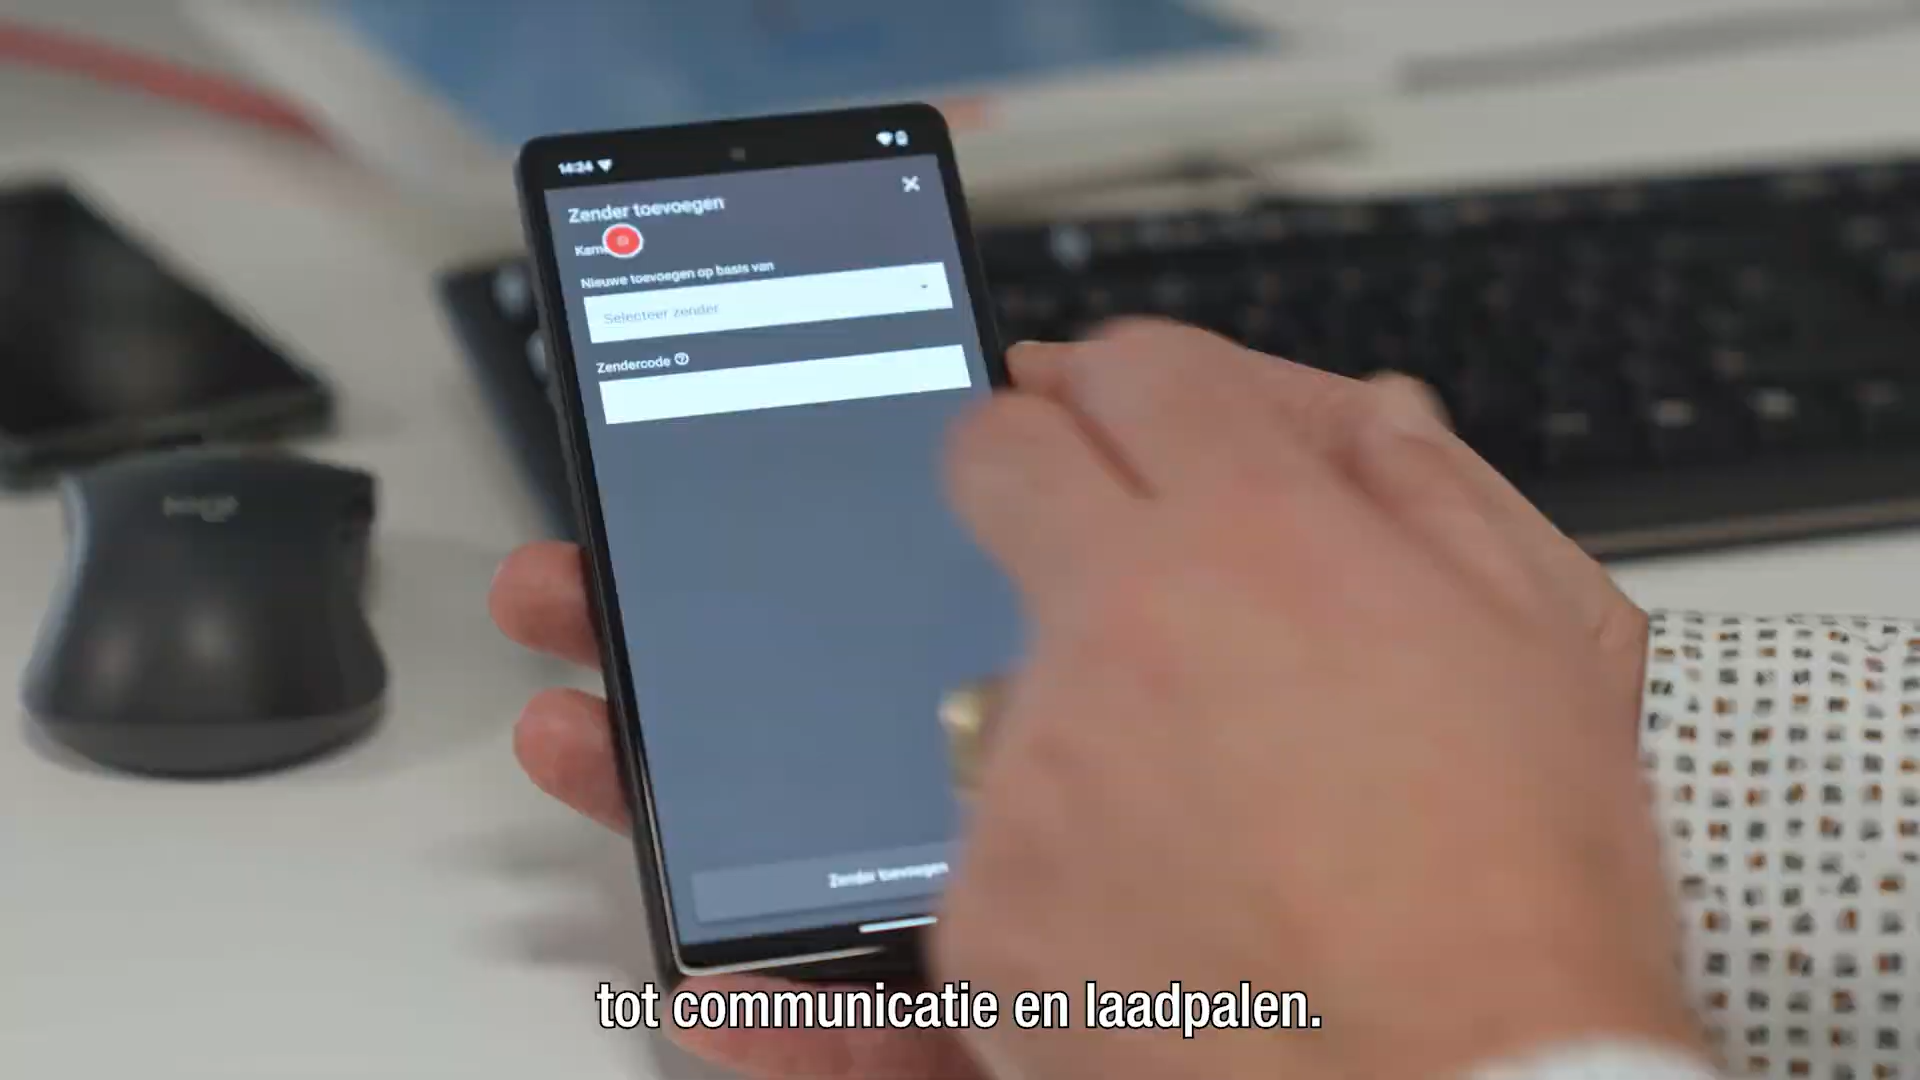 14:24
Zender toevoegen
Nieuwe toevoegen op basis van
Selecteer zender
Zendercode
Zender toevoegen
tot communicatie en laadpalen.